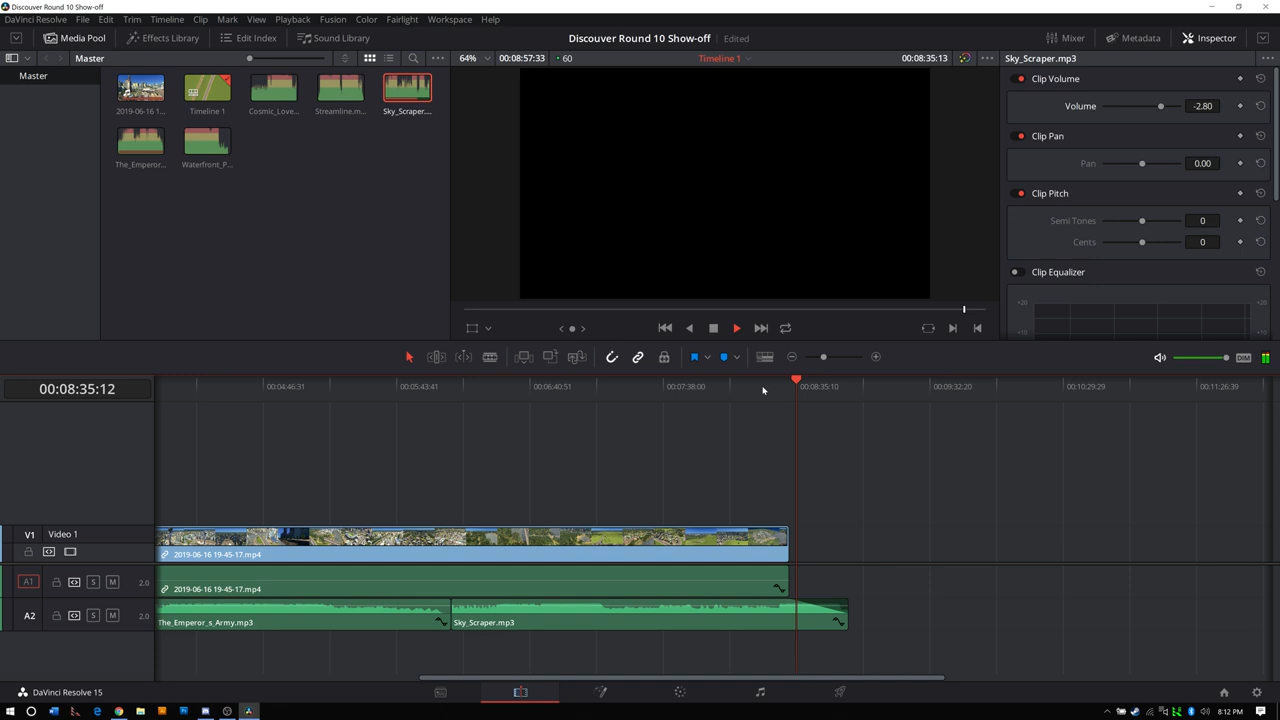 Discover Round 10 Show-off
DaVinci Resolve File Edit Trim Timeline Clip Mark View Playback Fusion Color Fairlight Workspace Help
Media Pool Effects Library Edit Index Sound Library Discover Round 10 Show-off Edited Mixer Metadata Inspector
Master 64% 00:08:57:33 60 Timeline 1 00:08:35:13 Sky_Scraper.mp3
Master
2019-06-16 1... Timeline 1 Cosmic_Love... Streamline.m... Sky_Scraper....
The_Emperor... Waterfront_P...
Clip Volume
Volume -2.80
Clip Pan
Pan 0.00
Clip Pitch
Semi Tones 0
Cents 0
Clip Equalizer
+20 +20
+10 +10
DIM
00:08:35:12 00:04:46:31 00:05:43:41 00:06:40:51 00:07:38:00 00:08:35:10 00:09:32:20 00:10:29:29 00:11:26:39
V1 Video 1
2019-06-16 19-45-17.mp4
A1 S M 2.0 2019-06-16 19-45-17.mp4
A2 S M 2.0 The_Emperor_s_Army.mp3 Sky_Scraper.mp3
DaVinci Resolve 15
8:12 PM